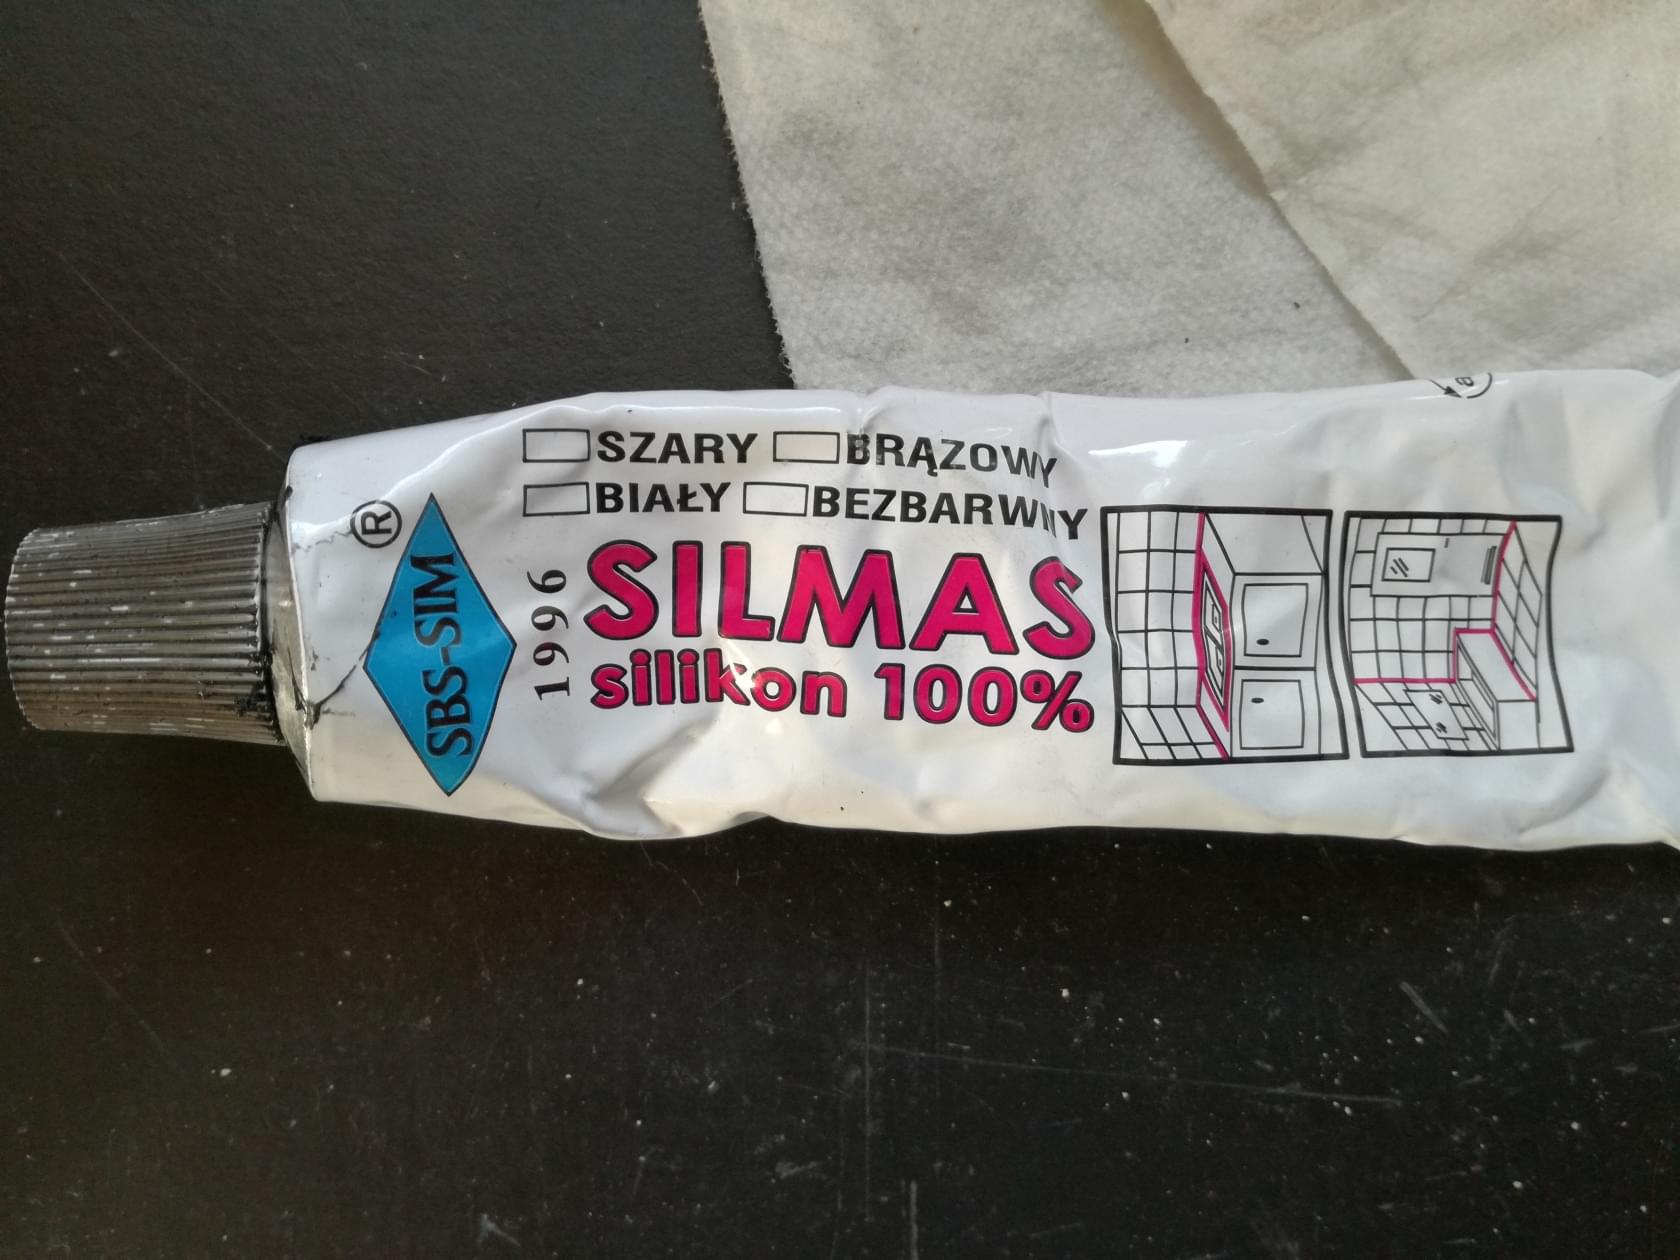 SZARY BRĄZOWY
BIAŁY BEZBARWNY
®
SBS-SIM
1996
SILMAS
silikon 100%